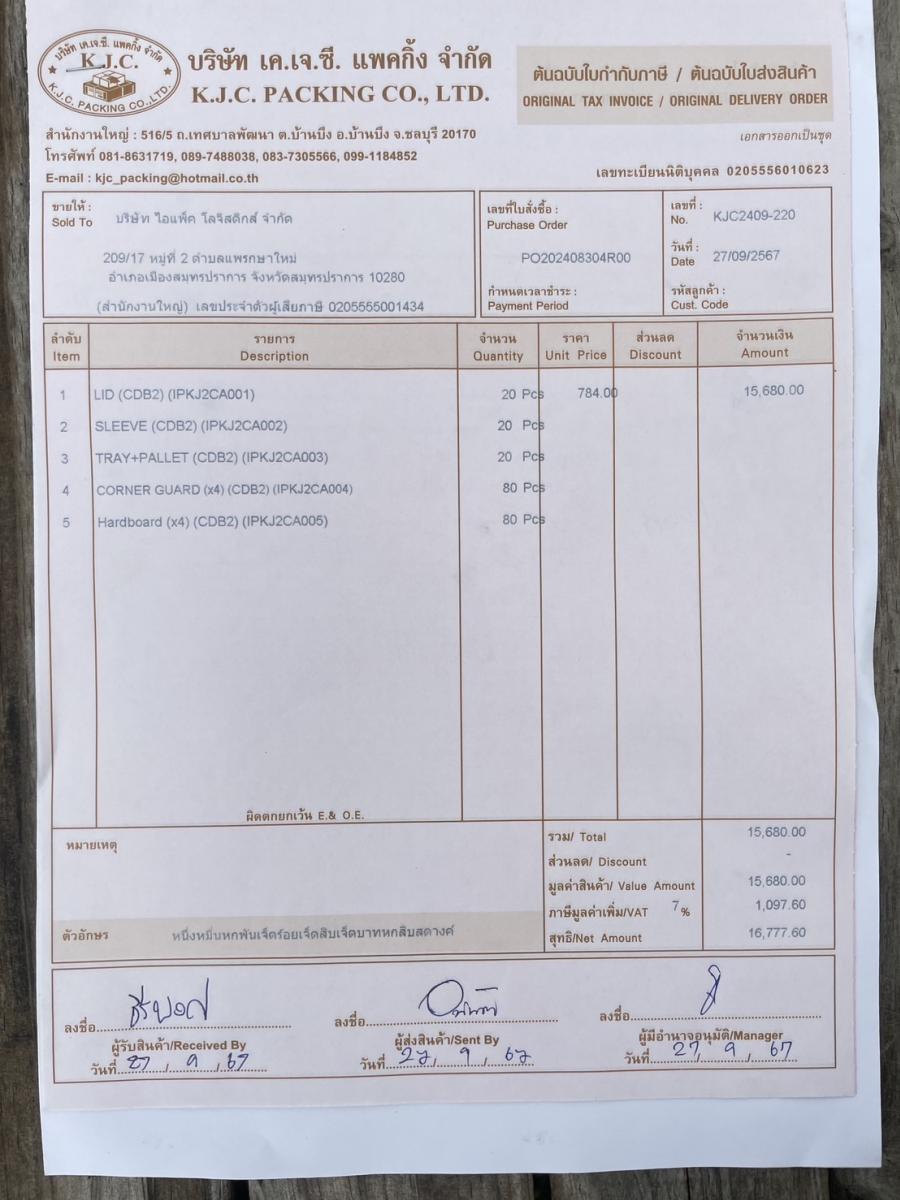 บริษัท เค.เจ.ซี. แพคกิ้ง จำกัด
K.J.C.
K.J.C. PACKING CO.,LTD.
บริษัท เค.เจ.ซี. แพคกิ้ง จำกัด
K.J.C. PACKING CO., LTD.
ต้นฉบับใบกำกับภาษี / ต้นฉบับใบส่งสินค้า
ORIGINAL TAX INVOICE / ORIGINAL DELIVERY ORDER
สำนักงานใหญ่ : 516/5 ถ.เทศบาลพัฒนา ต.บ้านบึง อ.บ้านบึง จ.ชลบุรี 20170
เอกสารออกเป็นชุด
โทรศัพท์ 081-8631719, 089-7488038, 083-7305566, 099-1184852
E-mail : kjc_packing@hotmail.co.th
เลขทะเบียนนิติบุคคล 0205556010623
ขายให้ :
Sold To บริษัท ไอแพ็ค โลจิสติกส์ จำกัด
209/17 หมู่ที่ 2 ตำบลแพรกษาใหม่
อำเภอเมืองสมุทรปราการ จังหวัดสมุทรปราการ 10280
(สำนักงานใหญ่) เลขประจำตัวผู้เสียภาษี 0205555001434
เลขที่ใบสั่งซื้อ :
Purchase Order
PO202408304R00
กำหนดเวลาชำระ :
Payment Period
เลขที่ :
No. KJC2409-220
วันที่ :
Date 27/09/2567
รหัสลูกค้า :
Cust. Code
ลำดับ รายการ จำนวน ราคา ส่วนลด จำนวนเงิน
Item Description Quantity Unit Price Discount Amount
1 LID (CDB2) (IPKJ2CA001) 20 Pcs 784.00 15,680.00
2 SLEEVE (CDB2) (IPKJ2CA002) 20 Pcs
3 TRAY+PALLET (CDB2) (IPKJ2CA003) 20 Pcs
4 CORNER GUARD (x4) (CDB2) (IPKJ2CA004) 80 Pcs
5 Hardboard (x4) (CDB2) (IPKJ2CA005) 80 Pcs
ผิดตกยกเว้น E.& O.E.
หมายเหตุ
รวม/ Total 15,680.00
ส่วนลด/ Discount -
มูลค่าสินค้า/ Value Amount 15,680.00
ภาษีมูลค่าเพิ่ม/VAT 7 % 1,097.60
สุทธิ/Net Amount 16,777.60
ตัวอักษร หนึ่งหมื่นหกพันเจ็ดร้อยเจ็ดสิบเจ็ดบาทหกสิบสตางค์
ลงชื่อ ธีรพงษ์
ผู้รับสินค้า/Received By
วันที่ 27 / 9 / 67
ลงชื่อ
ผู้ส่งสินค้า/Sent By
วันที่ 27 / 9 / 67
ลงชื่อ
ผู้มีอำนาจอนุมัติ/Manager
วันที่ 27 / 9 / 67